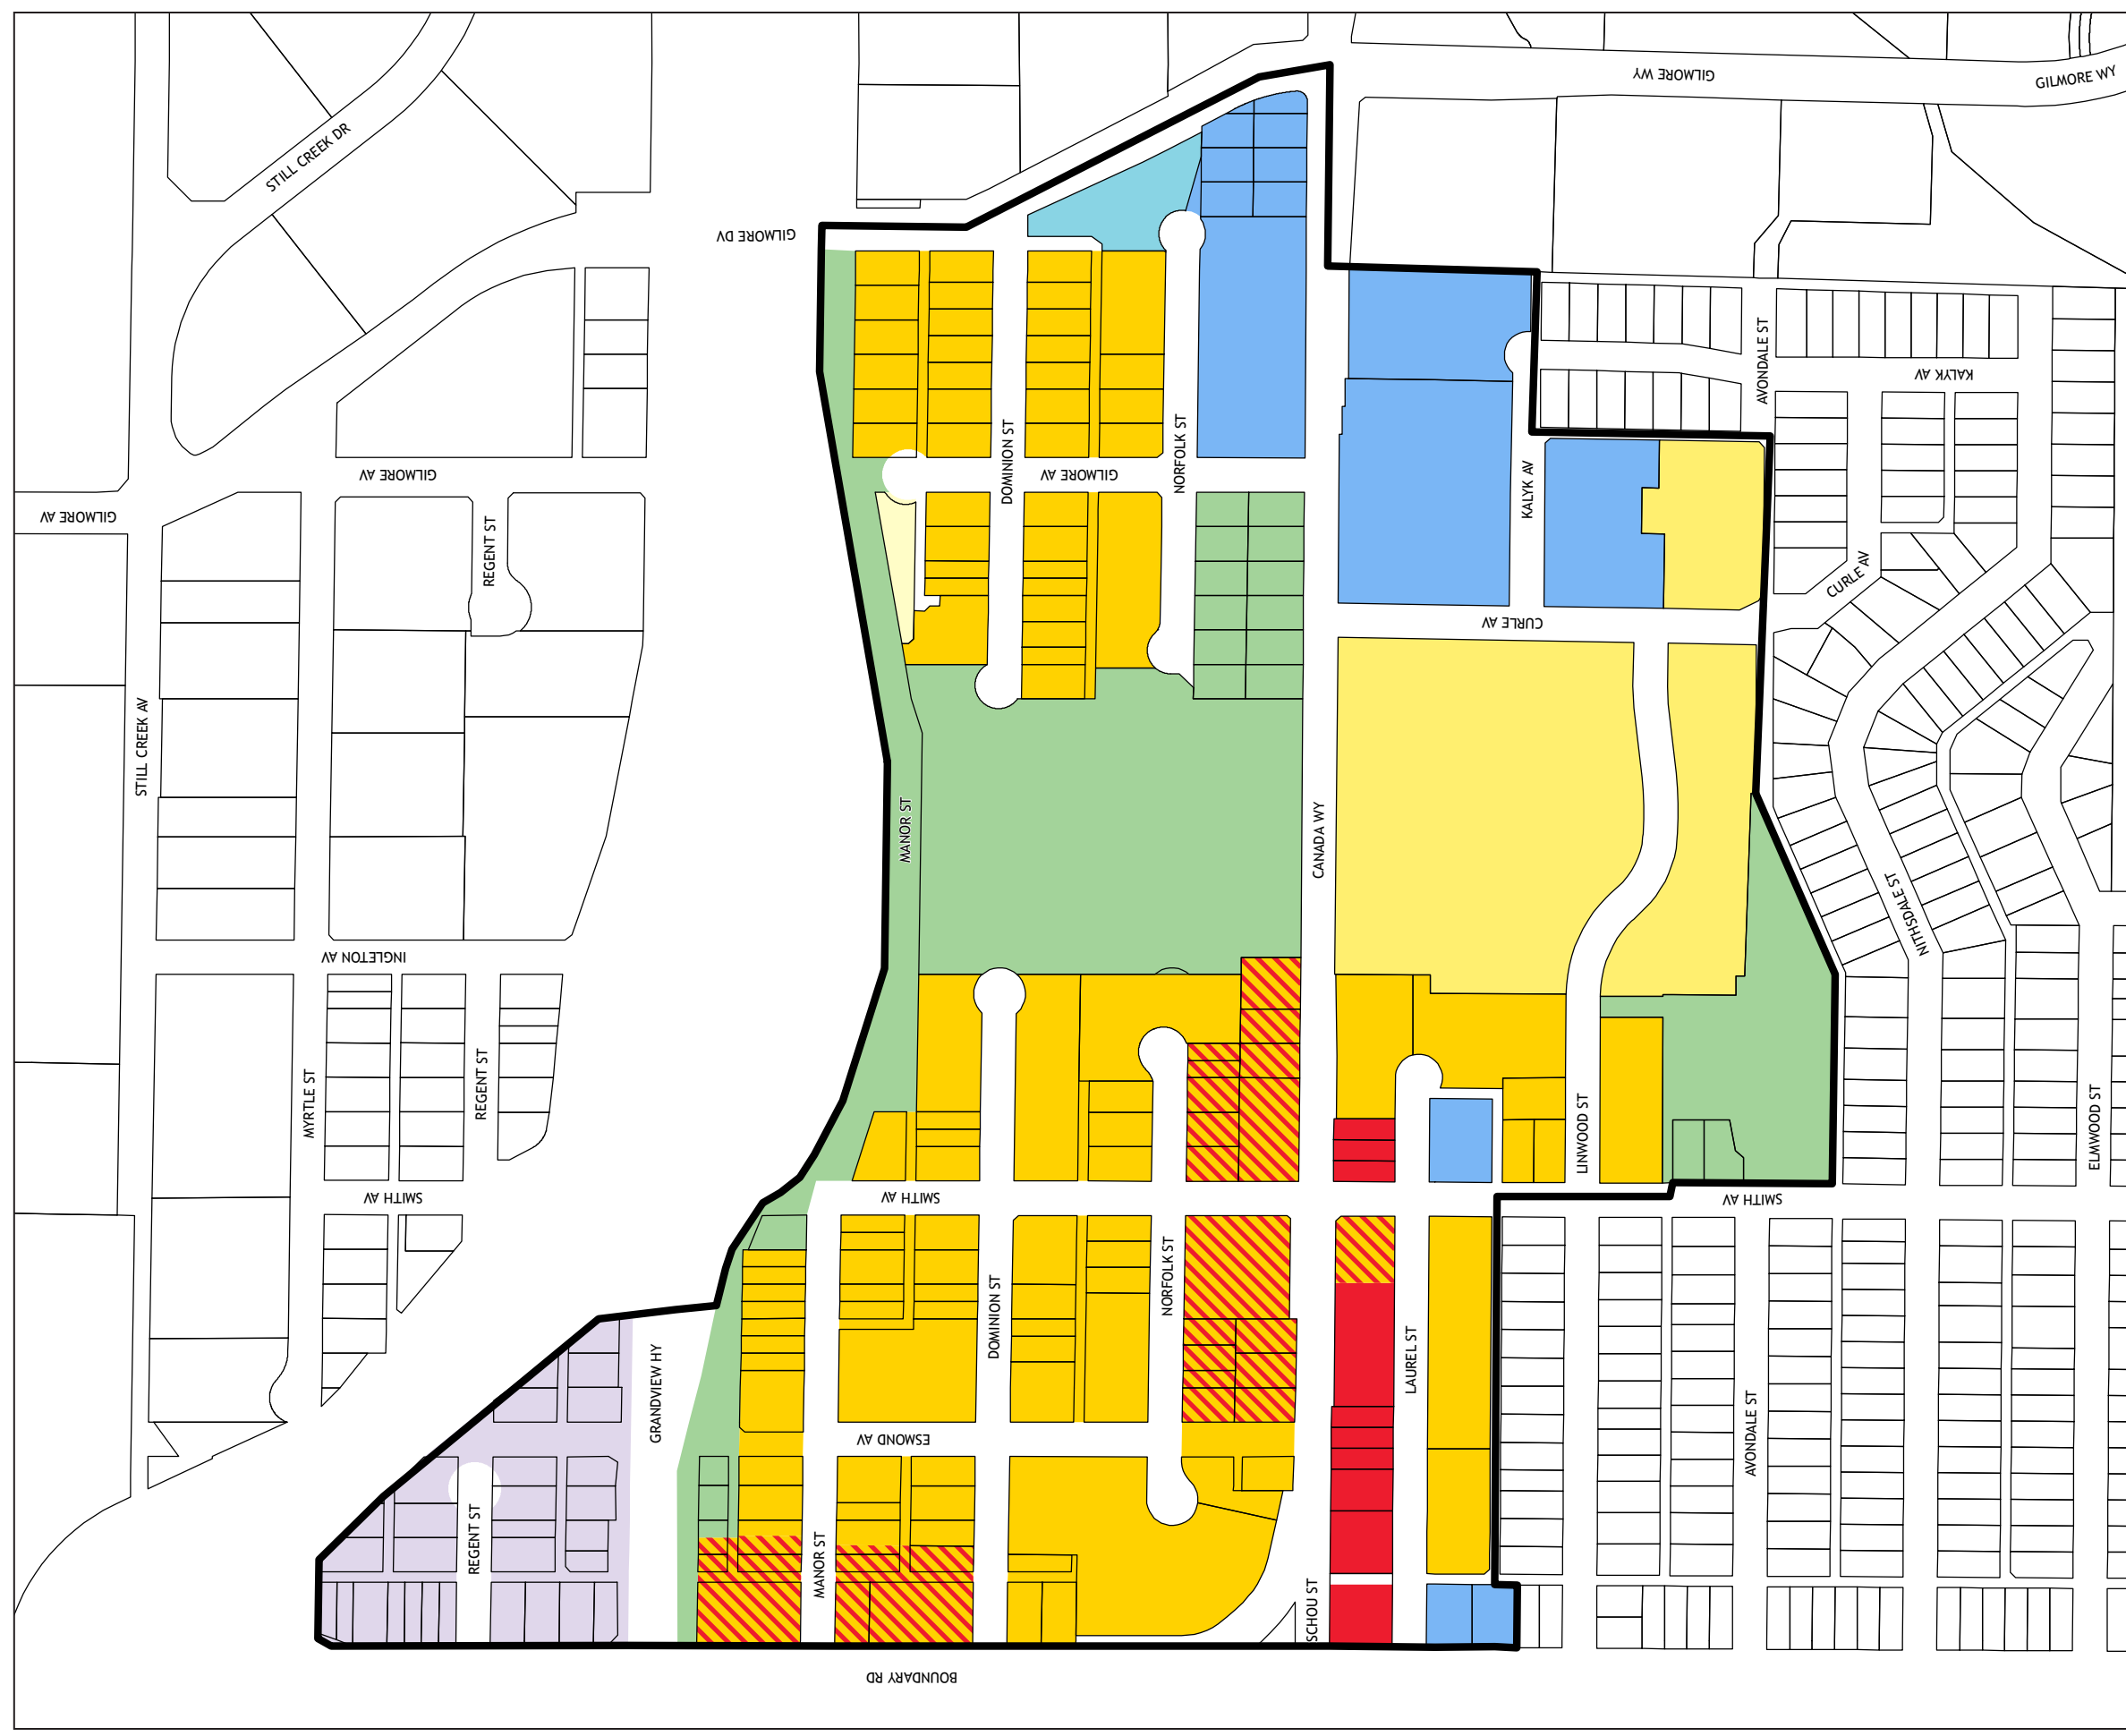 GILMORE WY
GILMORE WY
STILL CREEK DR
GILMORE DV
AVONDALE ST
KALYK AV
GILMORE AV
DOMINION ST
GILMORE AV
NORFOLK ST
KALYK AV
GILMORE AV
REGENT ST
CURLE AV
CURLE AV
STILL CREEK AV
MANOR ST
CANADA WY
NITHSDALE ST
INGLETON AV
MYRTLE ST
REGENT ST
LINWOOD ST
ELMWOOD ST
SMITH AV
SMITH AV
SMITH AV
NORFOLK ST
DOMINION ST
LAUREL ST
GRANDVIEW HY
AVONDALE ST
ESMOND AV
REGENT ST
MANOR ST
SCHOU ST
BOUNDARY RD